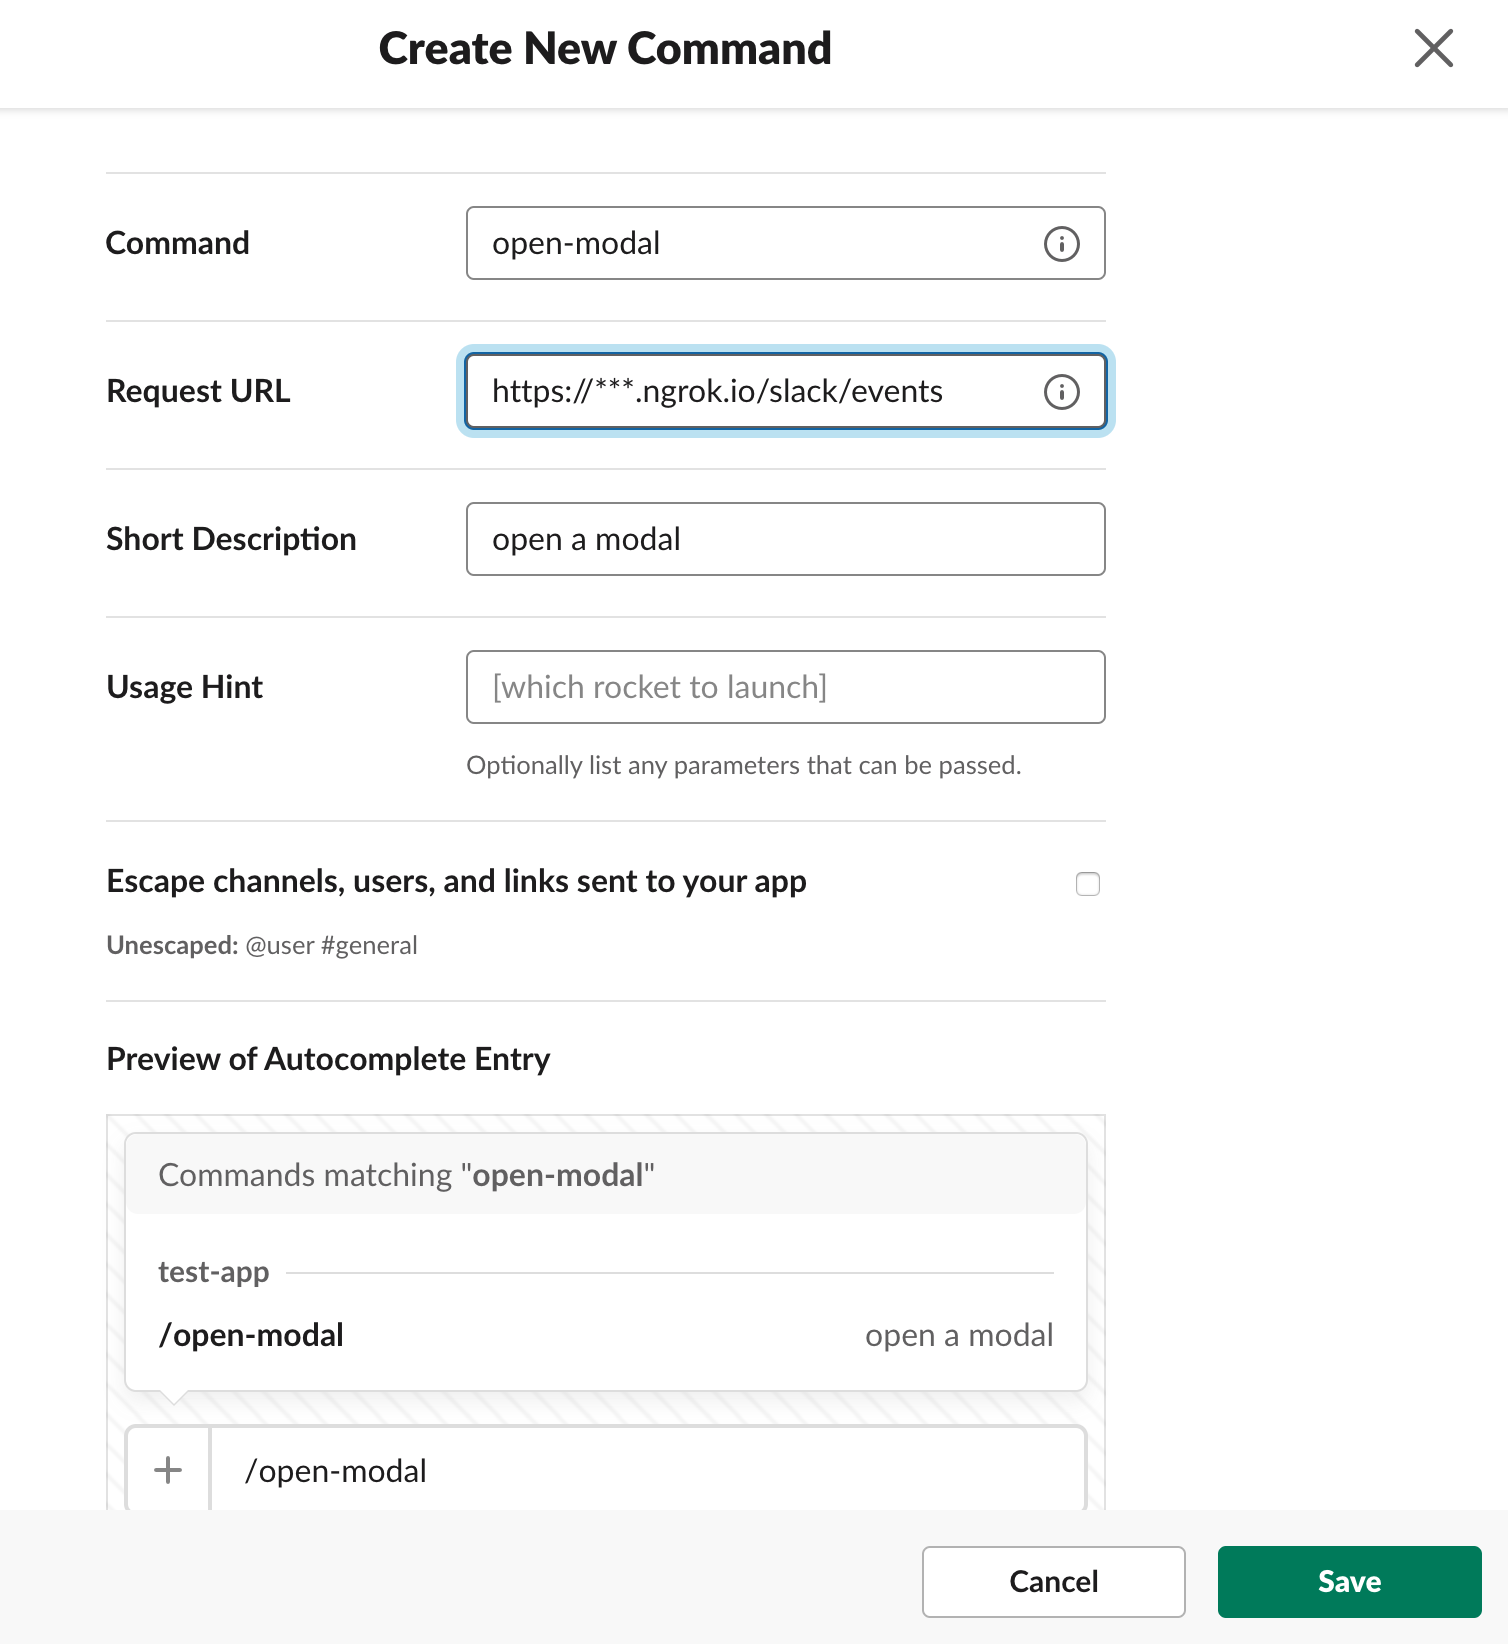 Create New Command
Command
open-modal
Request URL
https://***.ngrok.io/slack/events
Short Description
open a modal
Usage Hint
[which rocket to launch]
Optionally list any parameters that can be passed.
Escape channels, users, and links sent to your app
Unescaped: @user #general
Preview of Autocomplete Entry
Commands matching "open-modal"
test-app
/open-modal open a modal
/open-modal
Cancel Save